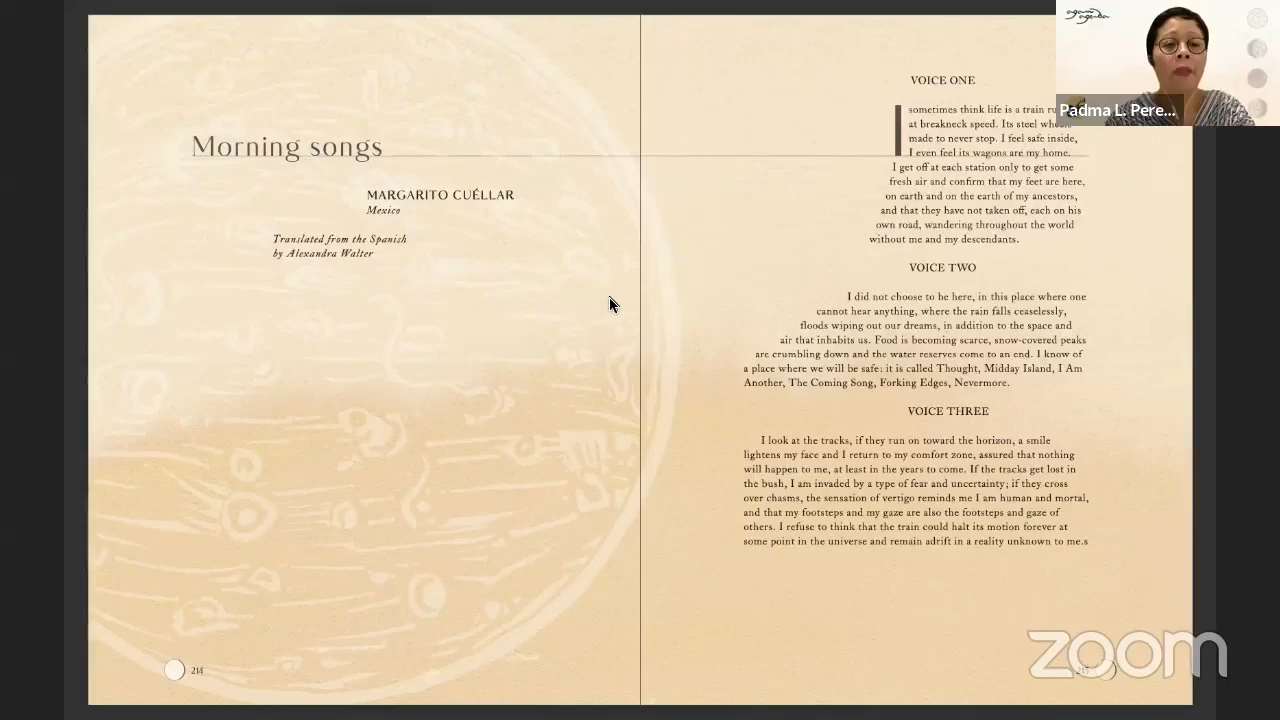 Morning songs
MARGARITO CUÉLLAR
Mexico
Translated from the Spanish
by Alexandra Walter
214
VOICE ONE
I sometimes think life is a train
at breakneck speed. Its steel
made to never stop. I feel safe inside,
I even feel its wagons are my home.
I get off at each station only to get some
fresh air and confirm that my feet are here,
on earth and on the earth of my ancestors,
and that they have not taken off, each on his
own road, wandering throughout the world
without me and my descendants.
VOICE TWO
I did not choose to be here, in this place where one
cannot hear anything, where the rain falls ceaselessly,
floods wiping out our dreams, in addition to the space and
air that inhabits us. Food is becoming scarce, snow-covered peaks
are crumbling down and the water reserves come to an end. I know of
a place where we will be safe: it is called Thought, Midday Island, I Am
Another, The Coming Song, Forking Edges, Nevermore.
VOICE THREE
I look at the tracks, if they run on toward the horizon, a smile
lightens my face and I return to my comfort zone, assured that nothing
will happen to me, at least in the years to come. If the tracks get lost in
the bush, I am invaded by a type of fear and uncertainty; if they cross
over chasms, the sensation of vertigo reminds me I am human and mortal,
and that my footsteps and my gaze are also the footsteps and gaze of
others. I refuse to think that the train could halt its motion forever at
some point in the universe and remain adrift in a reality unknown to me.s
215
agam agenda
Padma L. Pere...
zoom